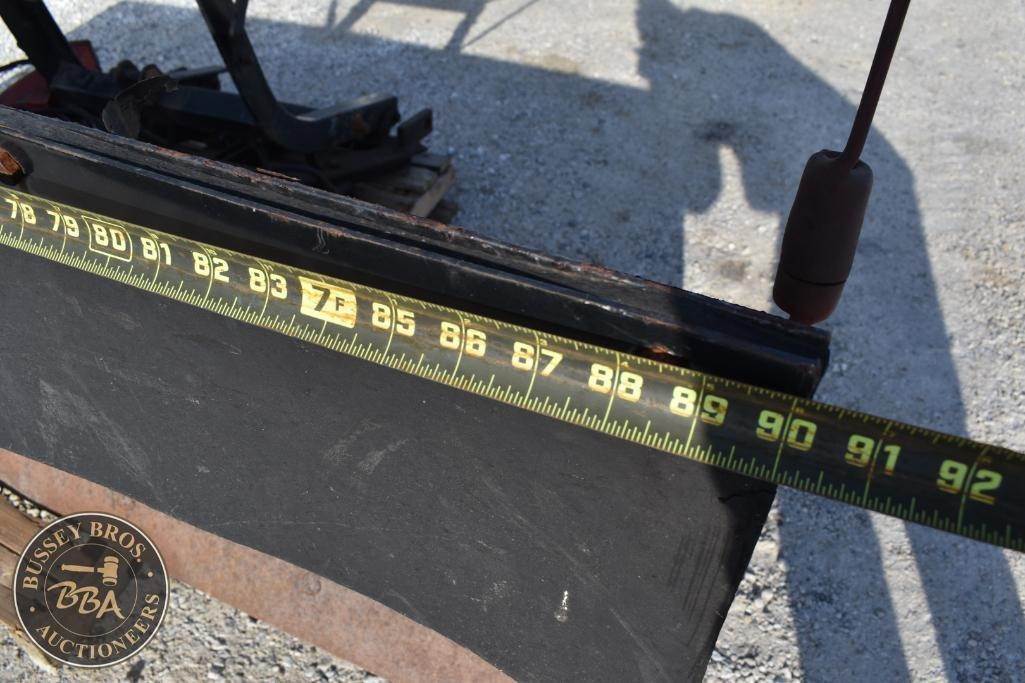 78 79 80 81 82 83 7F 85 86 87 88 89 90 91 92
BUSSEY BROS.
BBA
AUCTIONEERS